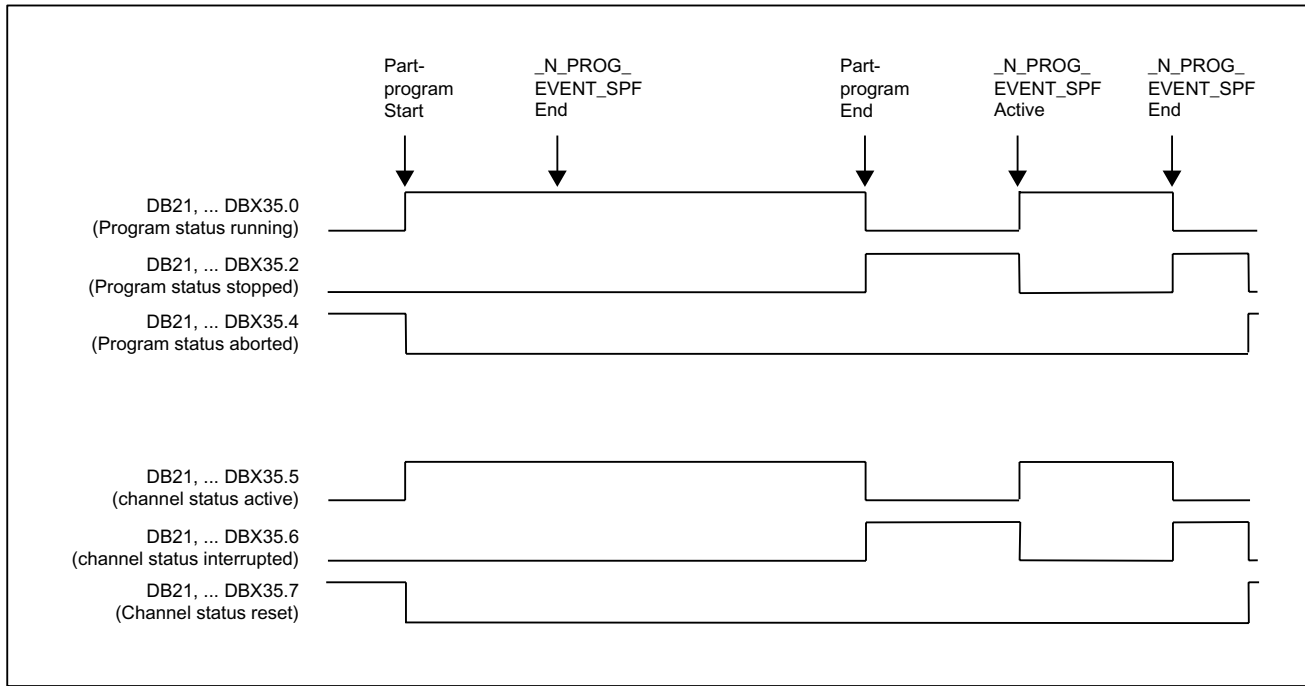 Part-
program
Start
_N_PROG_
EVENT_SPF
End
Part-
program
End
_N_PROG_
EVENT_SPF
Active
_N_PROG_
EVENT_SPF
End
DB21, ... DBX35.0
(Program status running)
DB21, ... DBX35.2
(Program status stopped)
DB21, ... DBX35.4
(Program status aborted)
DB21, ... DBX35.5
(channel status active)
DB21, ... DBX35.6
(channel status interrupted)
DB21, ... DBX35.7
(Channel status reset)